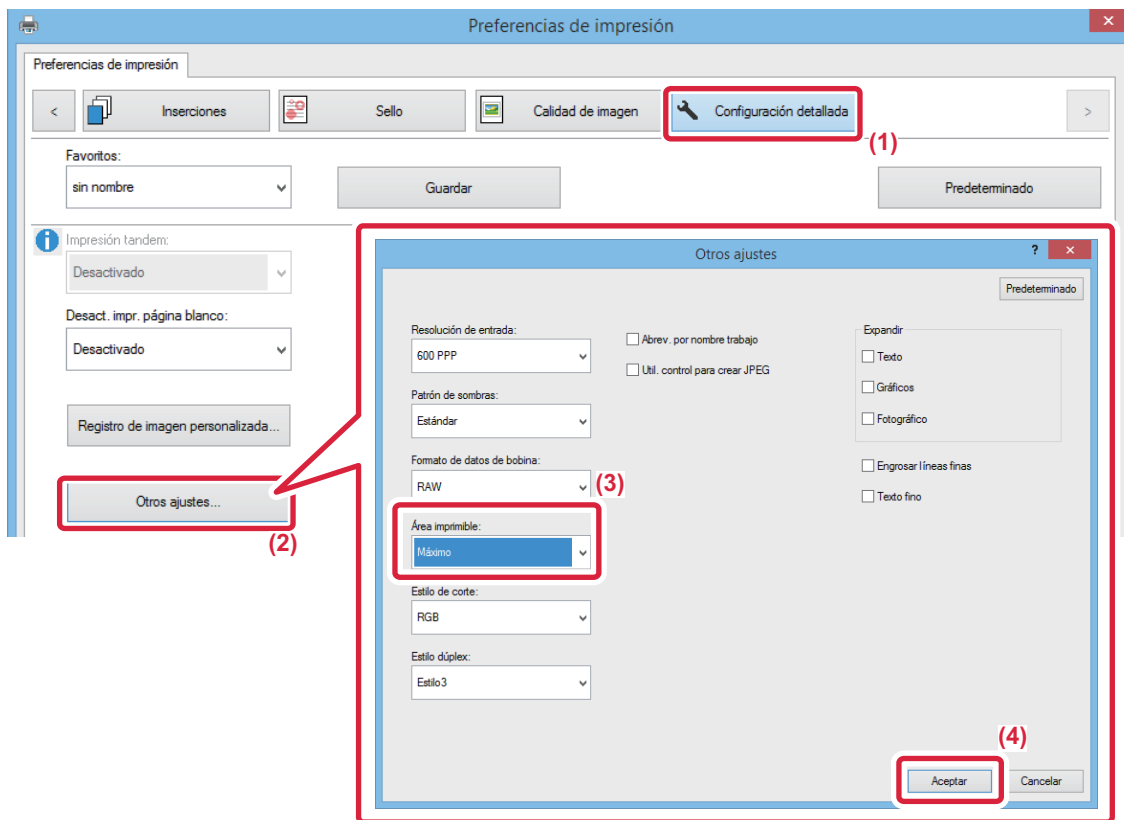 Preferencias de impresión
Preferencias de impresión
< Inserciones Sello Calidad de imagen Configuración detallada >
(1)
Favoritos:
sin nombre Guardar Predeterminado
Impresión tandem:
Desactivado
Desact. impr. página blanco:
Desactivado
Registro de imagen personalizada...
Otros ajustes...
(2)
Otros ajustes ?
Predeterminado
Resolución de entrada:
600 PPP
Patrón de sombras:
Estándar
Formato de datos de bobina:
RAW
(3)
Área imprimible:
Máximo
Estilo de corte:
RGB
Estilo dúplex:
Estilo3
Abrev. por nombre trabajo
Util. control para crear JPEG
Expandir
Texto
Gráficos
Fotográfico
Engrosar líneas finas
Texto fino
(4)
Aceptar Cancelar